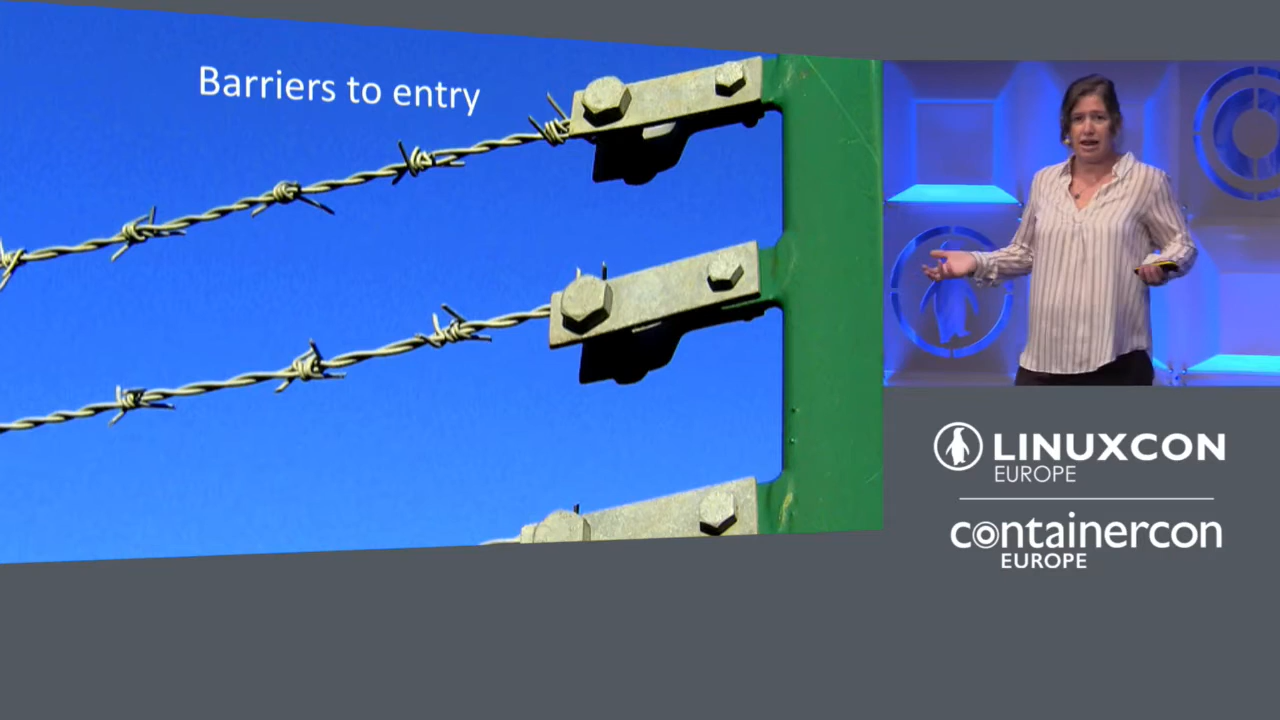 Barriers to entry
LINUXCON
EUROPE
containercon
EUROPE